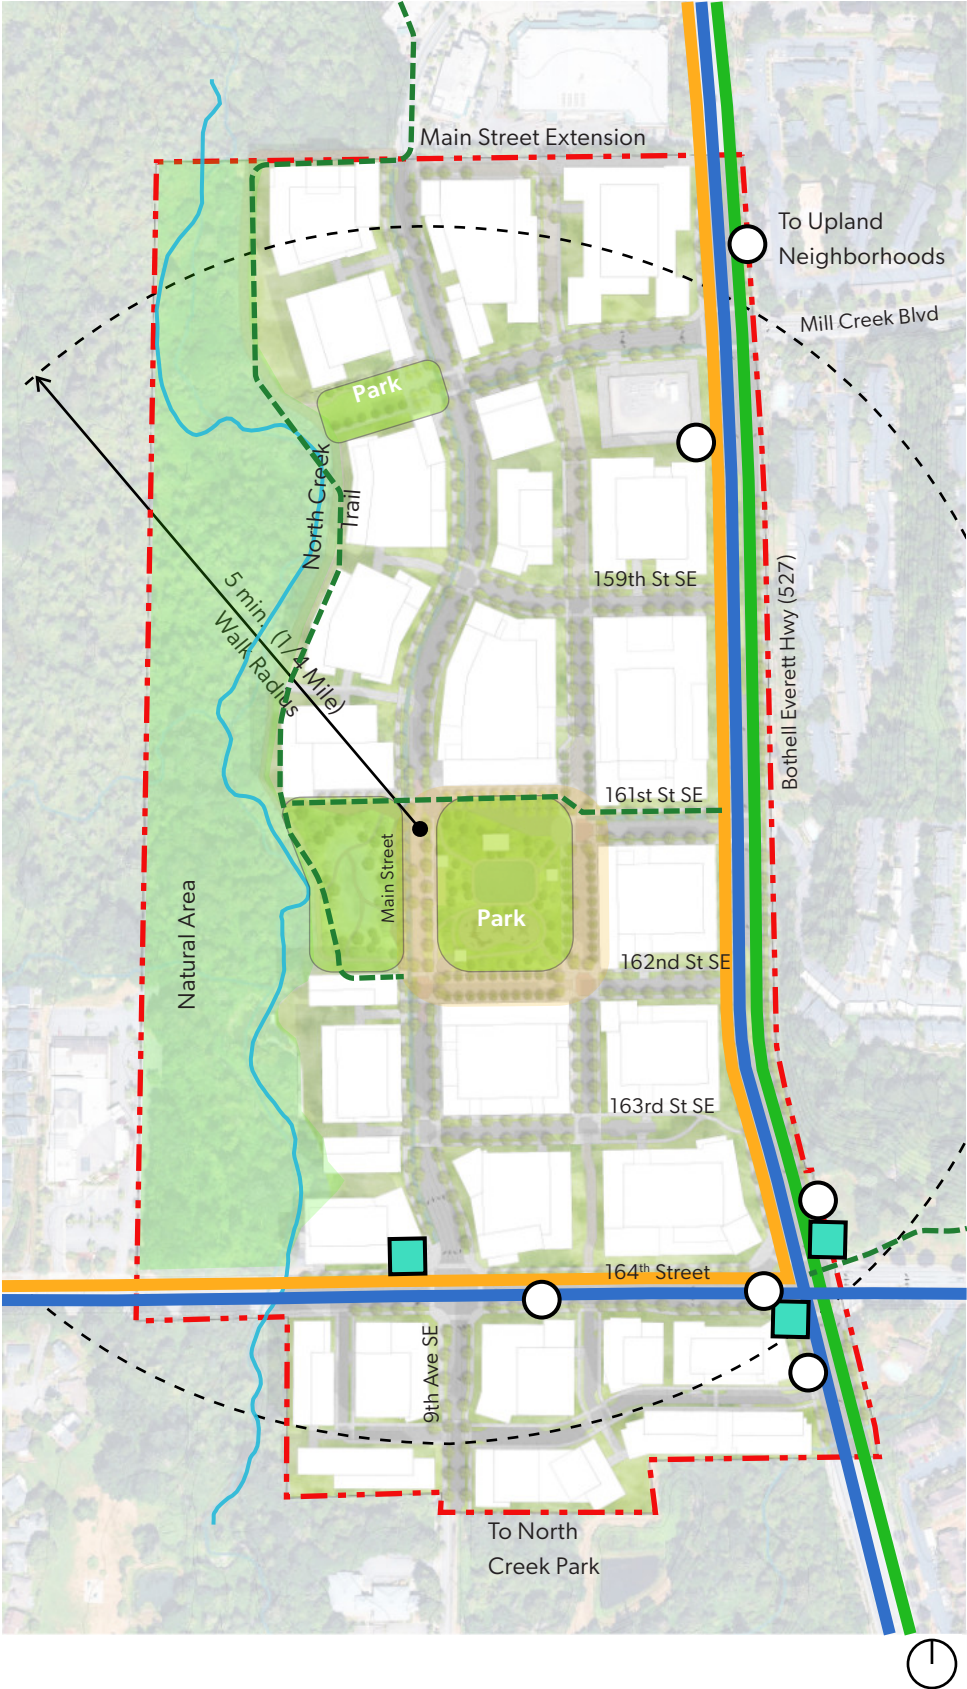 Main Street Extension
To Upland
Neighborhoods
Mill Creek Blvd
Park
North Creek
Trail
159th St SE
Bothell Everett Hwy (527)
5 min. (1/4 Mile)
Walk Radius
161st St SE
Main Street
Park
Natural Area
162nd St SE
163rd St SE
164th Street
9th Ave SE
To North
Creek Park